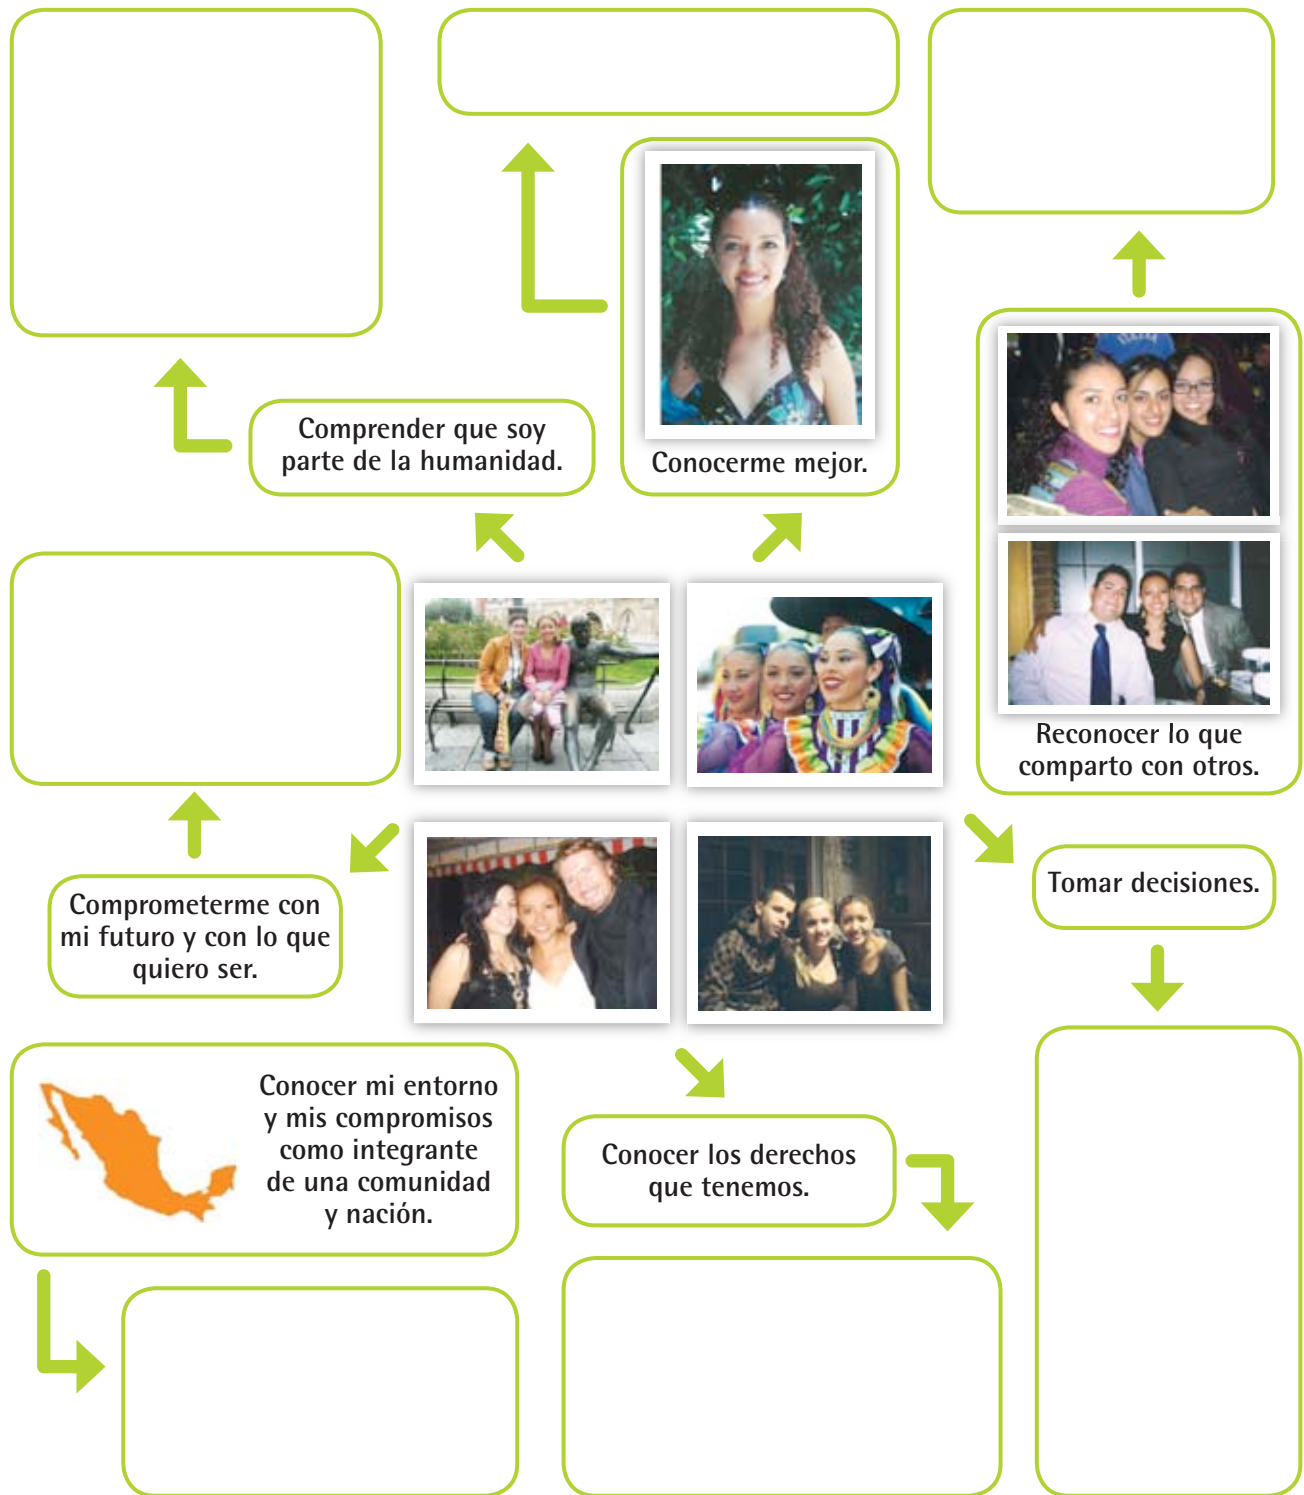 Comprender que soy
parte de la humanidad.
Conocerme mejor.
ITALIA
Reconocer lo que
comparto con otros.
Tomar decisiones.
Comprometerme con
mi futuro y con lo que
quiero ser.
Conocer mi entorno
y mis compromisos
como integrante
de una comunidad
y nación.
Conocer los derechos
que tenemos.